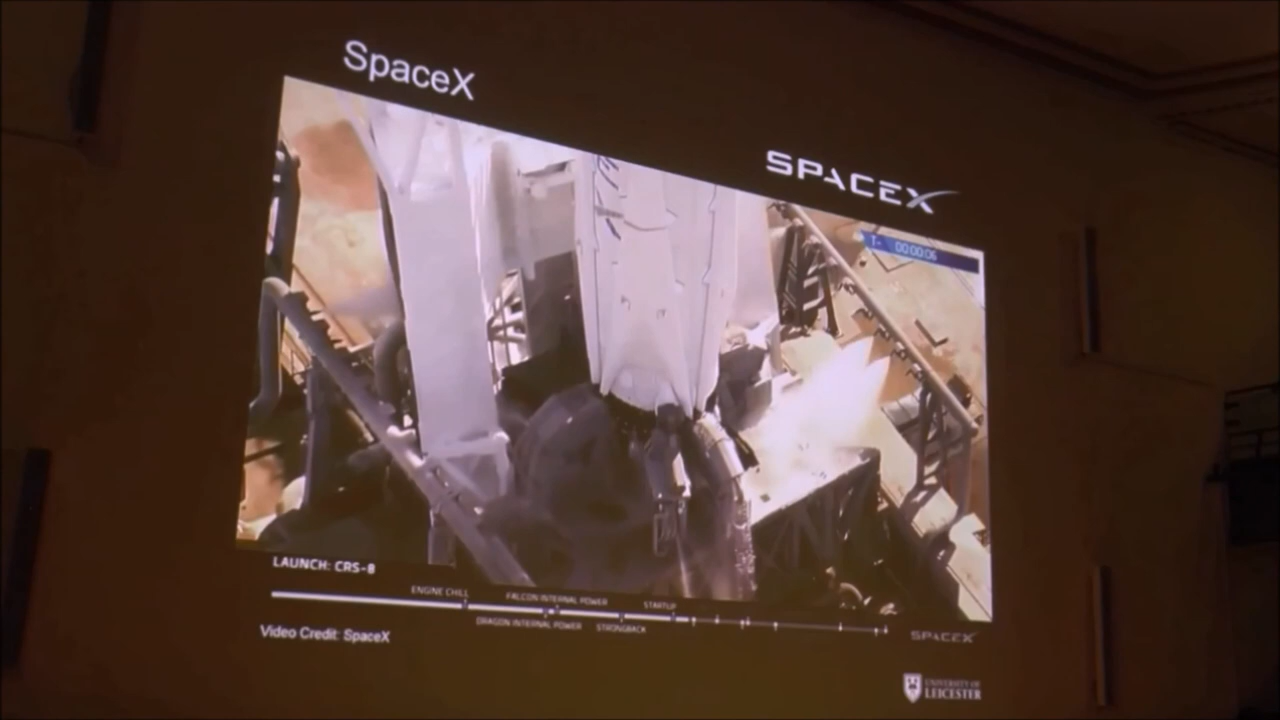 SpaceX
SPACEX
T- 00:00:06
LAUNCH: CRS-8
ENGINE CHILL
FALCON INTERNAL POWER
STARTUP
DRAGON INTERNAL POWER
STRONGBACK
SPACEX
Video Credit: SpaceX
UNIVERSITY OF
LEICESTER